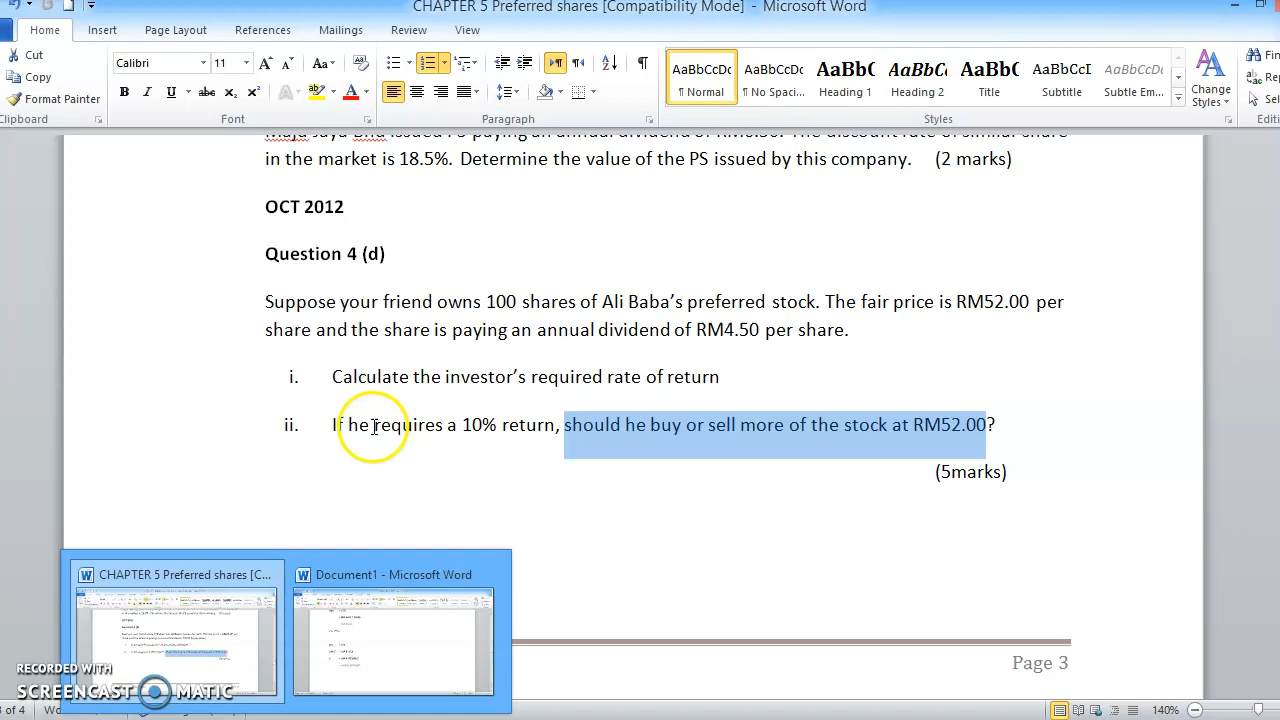 CHAPTER 5 Preferred shares [Compatibility Mode] - Microsoft Word
Home Insert Page Layout References Mailings Review View
Cut
Copy
Format Painter
Calibri 11
Clipboard Font Paragraph Styles
AaBbCcDc AaBbCcDc AaBbC AaBbCc AaBbC AaBbCcI AaBbCcDc
¶ Normal ¶ No Spaci... Heading 1 Heading 2 Title Subtitle Subtle Em...
Change Styles
in the market is 18.5%. Determine the value of the PS issued by this company. (2 marks)
OCT 2012
Question 4 (d)
Suppose your friend owns 100 shares of Ali Baba’s preferred stock. The fair price is RM52.00 per
share and the share is paying an annual dividend of RM4.50 per share.
i. Calculate the investor’s required rate of return
ii. If he requires a 10% return, should he buy or sell more of the stock at RM52.00?
(5marks)
CHAPTER 5 Preferred shares [C...
Document1 - Microsoft Word
Page 3
RECORDED WITH
SCREENCAST MATIC
of 4
140%